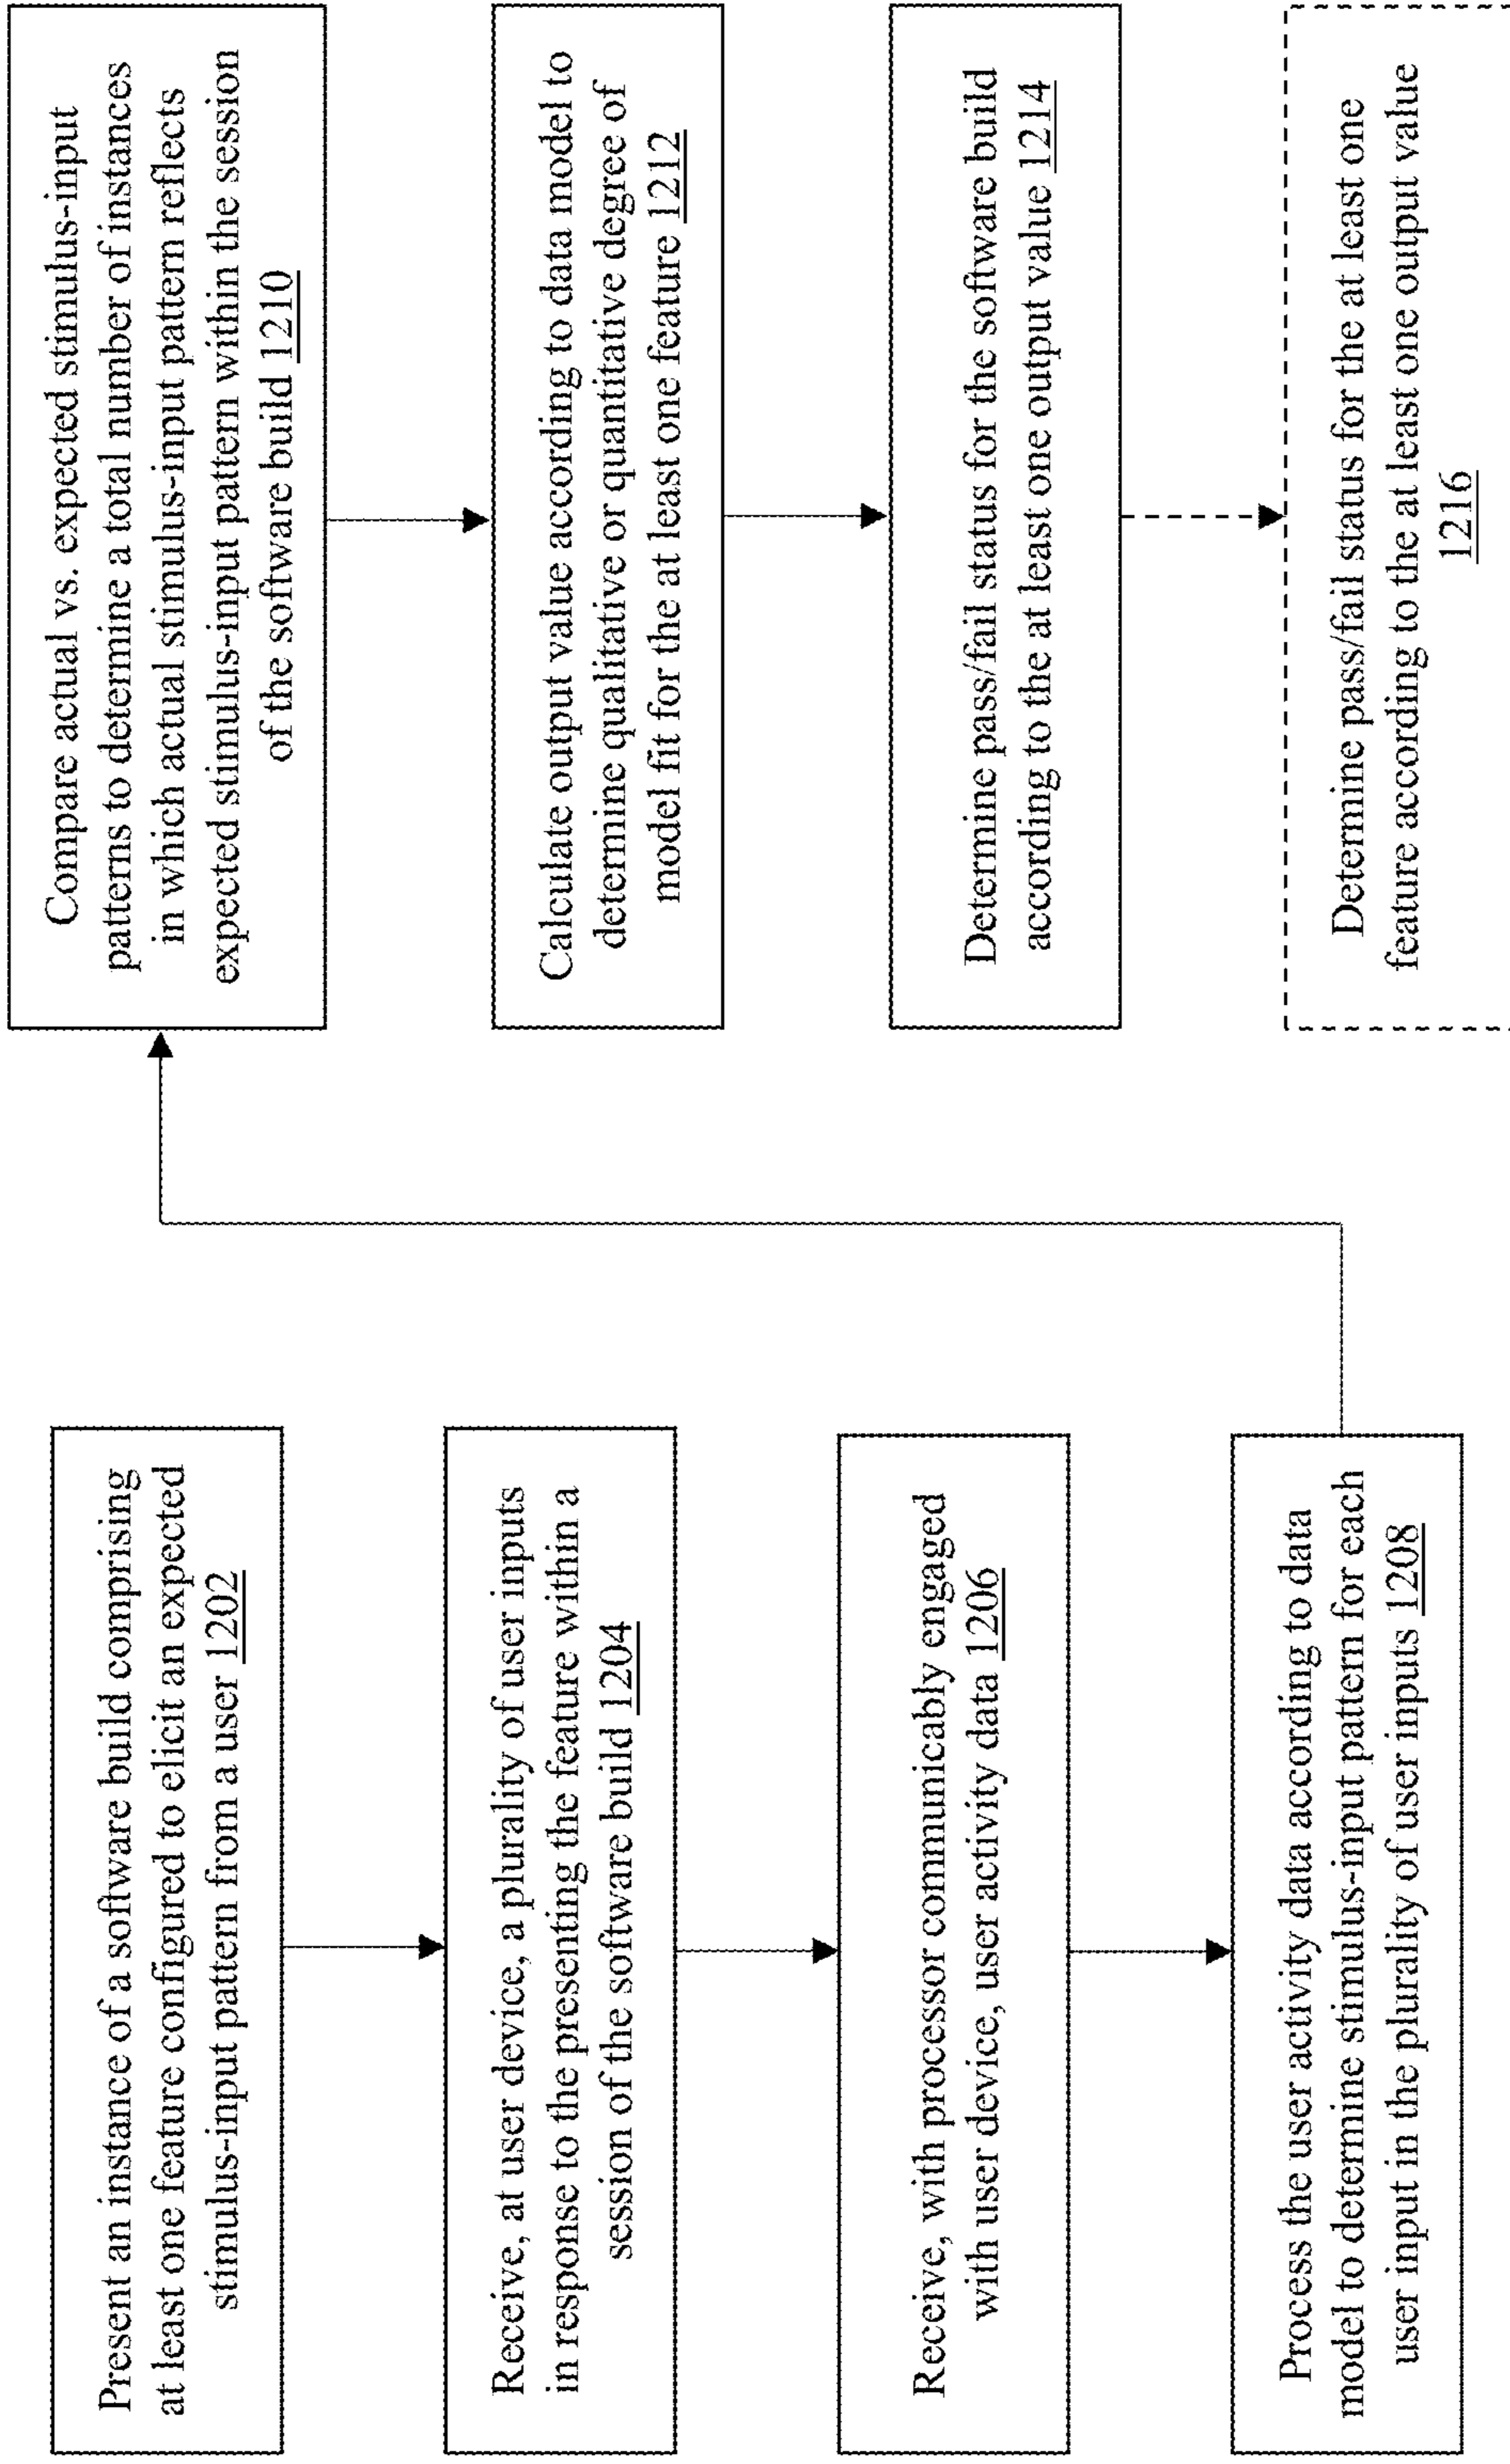 Present an instance of a software build comprising
at least one feature configured to elicit an expected
stimulus-input pattern from a user 1202
Receive, at user device, a plurality of user inputs
in response to the presenting the feature within a
session of the software build 1204
Receive, with processor communicably engaged
with user device, user activity data 1206
Process the user activity data according to data
model to determine stimulus-input pattern for each
user input in the plurality of user inputs 1208
Compare actual vs. expected stimulus-input
patterns to determine a total number of instances
in which actual stimulus-input pattern reflects
expected stimulus-input pattern within the session
of the software build 1210
Calculate output value according to data model to
determine qualitative or quantitative degree of
model fit for the at least one feature 1212
Determine pass/fail status for the software build
according to the at least one output value 1214
Determine pass/fail status for the at least one
feature according to the at least one output value
1216